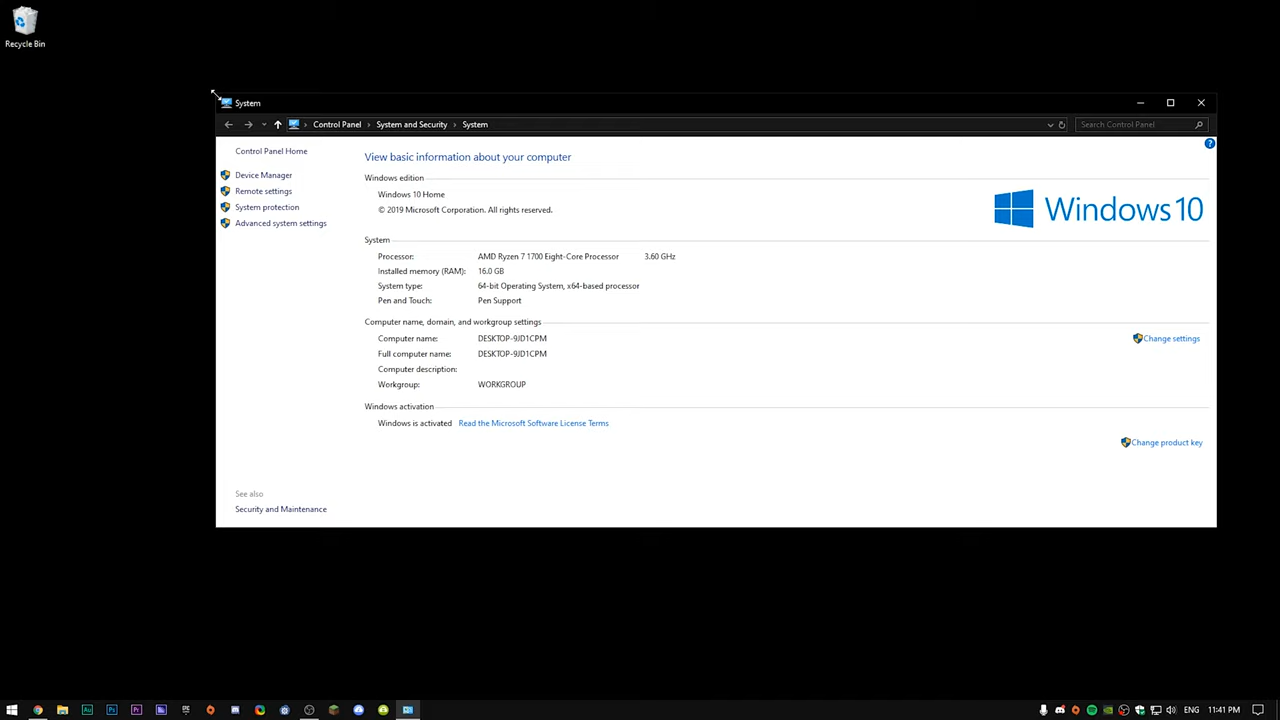 Recycle Bin
System
Control Panel > System and Security > System
Search Control Panel
Control Panel Home
Device Manager
Remote settings
System protection
Advanced system settings
See also
Security and Maintenance
View basic information about your computer
Windows edition
Windows 10 Home
© 2019 Microsoft Corporation. All rights reserved.
Windows 10
System
Processor: AMD Ryzen 7 1700 Eight-Core Processor 3.60 GHz
Installed memory (RAM): 16.0 GB
System type: 64-bit Operating System, x64-based processor
Pen and Touch: Pen Support
Computer name, domain, and workgroup settings
Computer name: DESKTOP-9JD1CPM
Change settings
Full computer name: DESKTOP-9JD1CPM
Computer description:
Workgroup: WORKGROUP
Windows activation
Windows is activated Read the Microsoft Software License Terms
Change product key
Au Ps Pr
ENG 11:41 PM